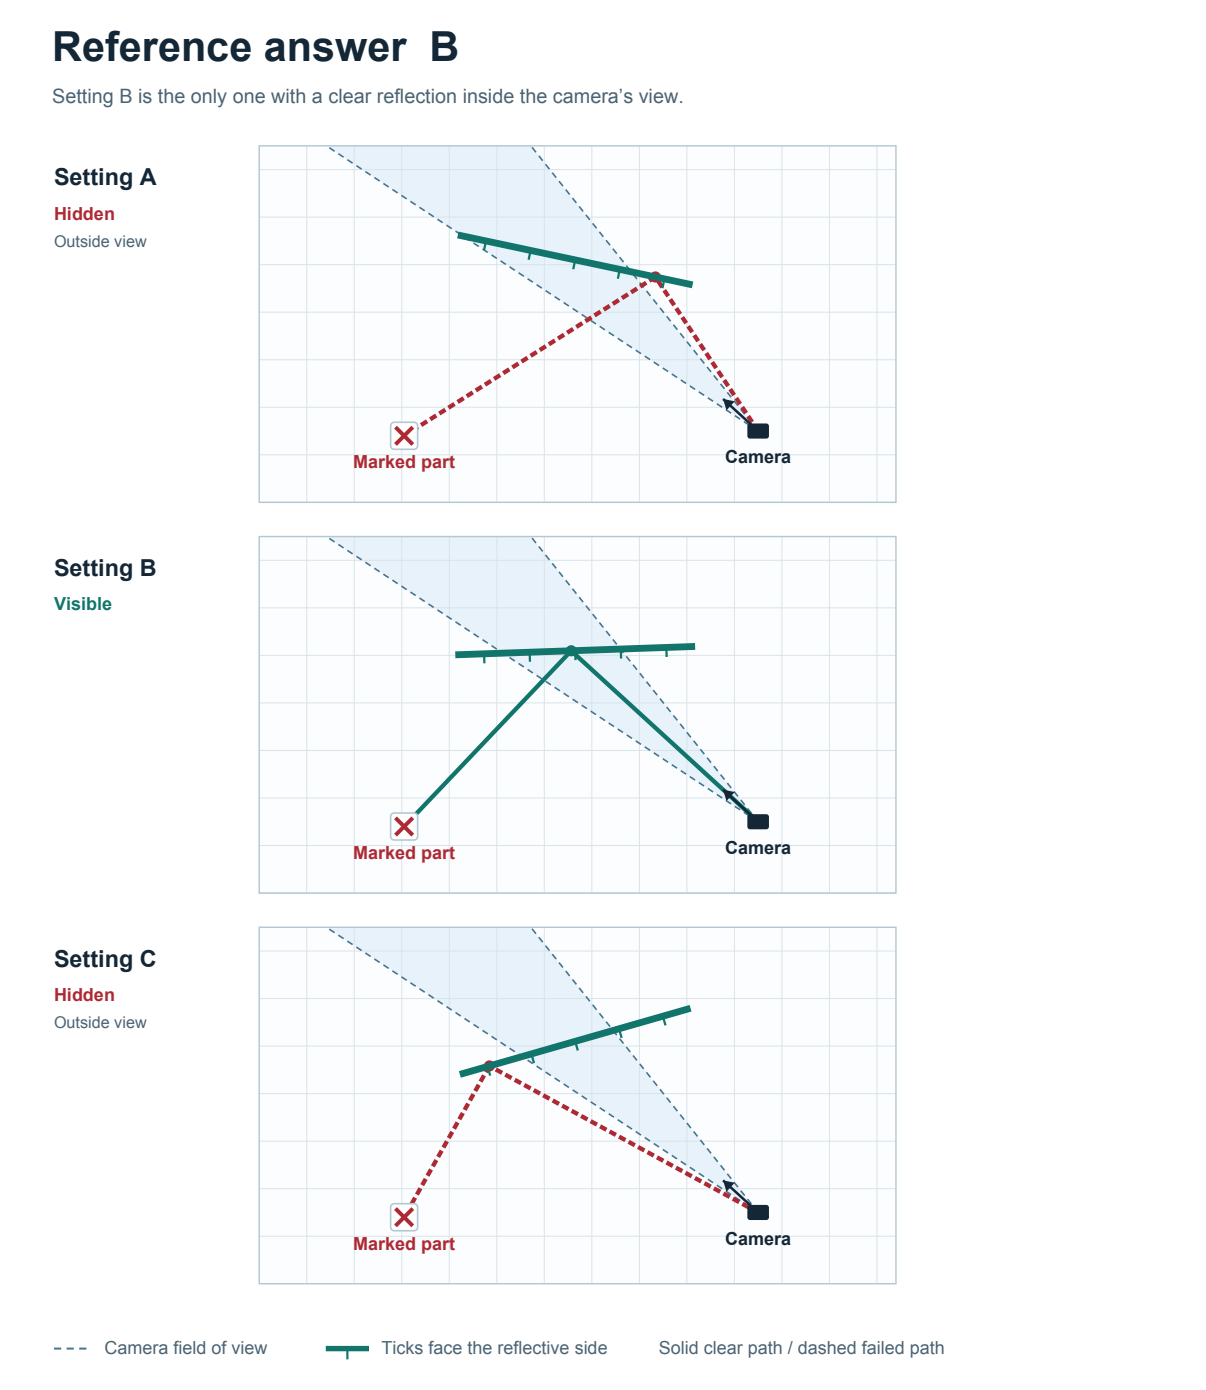 Reference answer B
Setting B is the only one with a clear reflection inside the camera’s view.
Setting A
Hidden
Outside view
Marked part
Camera
Setting B
Visible
Marked part
Camera
Setting C
Hidden
Outside view
Marked part
Camera
Camera field of view
Ticks face the reflective side
Solid clear path / dashed failed path